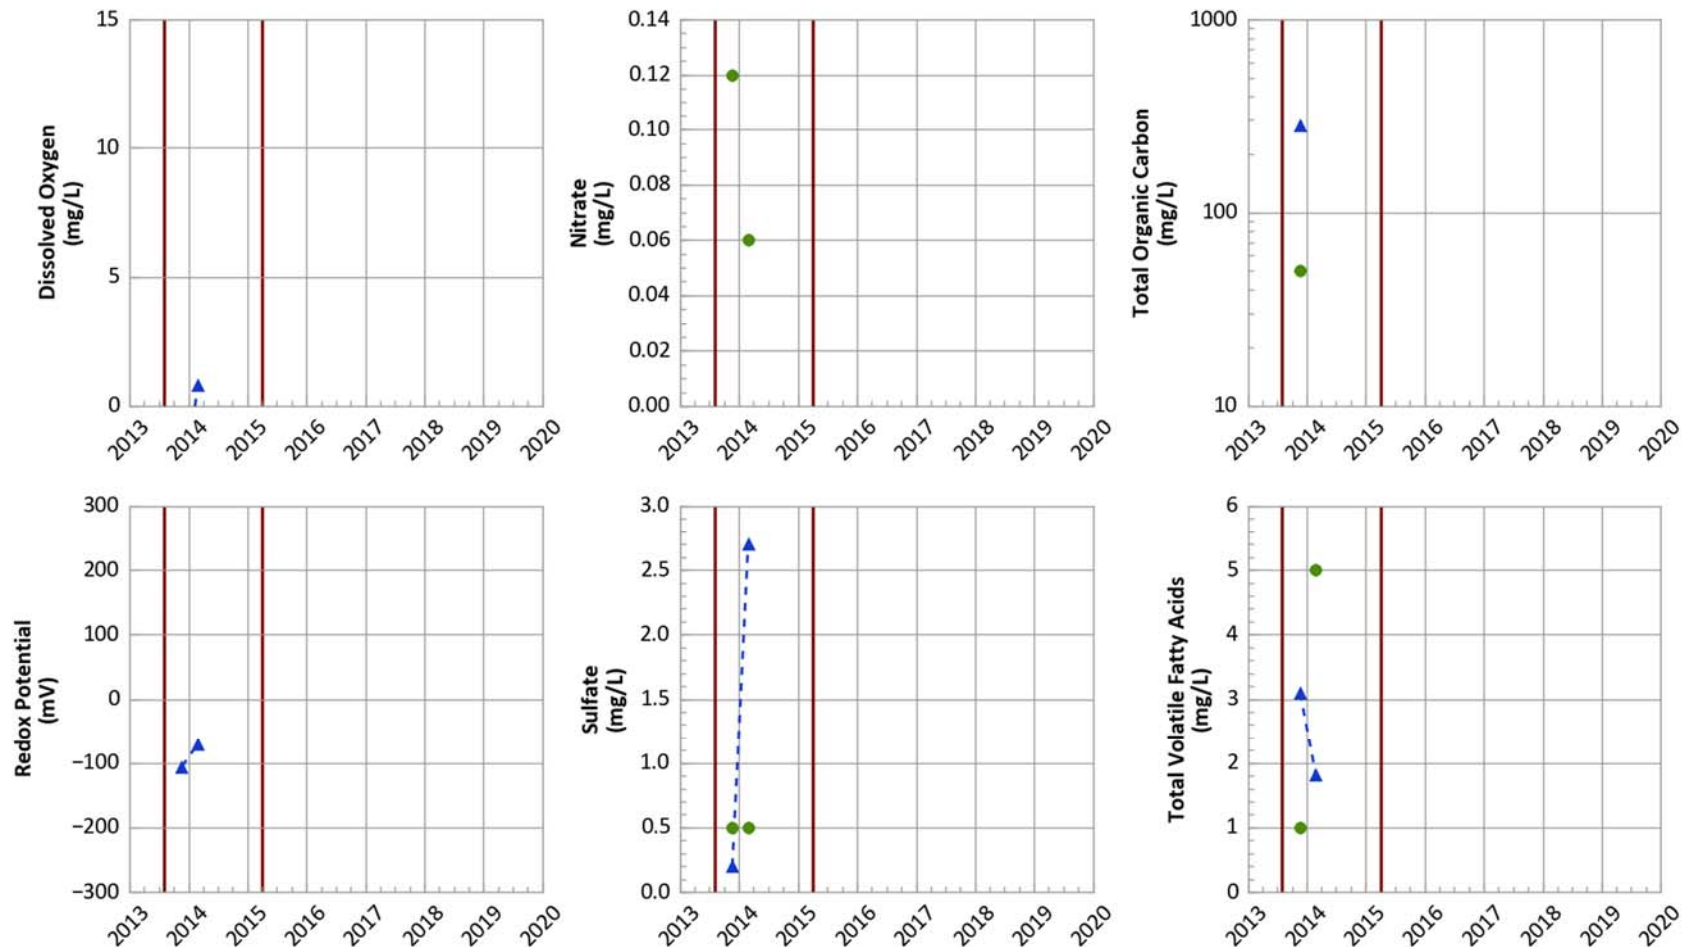 Dissolved Oxygen
(mg/L)
15
10
5
0
2013 2014 2015 2016 2017 2018 2019 2020
Nitrate
(mg/L)
0.14
0.12
0.10
0.08
0.06
0.04
0.02
0.00
2013 2014 2015 2016 2017 2018 2019 2020
Total Organic Carbon
(mg/L)
1000
100
10
2013 2014 2015 2016 2017 2018 2019 2020
Redox Potential
(mV)
300
200
100
0
−100
−200
−300
2013 2014 2015 2016 2017 2018 2019 2020
Sulfate
(mg/L)
3.0
2.5
2.0
1.5
1.0
0.5
0.0
2013 2014 2015 2016 2017 2018 2019 2020
Total Volatile Fatty Acids
(mg/L)
6
5
4
3
2
1
0
2013 2014 2015 2016 2017 2018 2019 2020